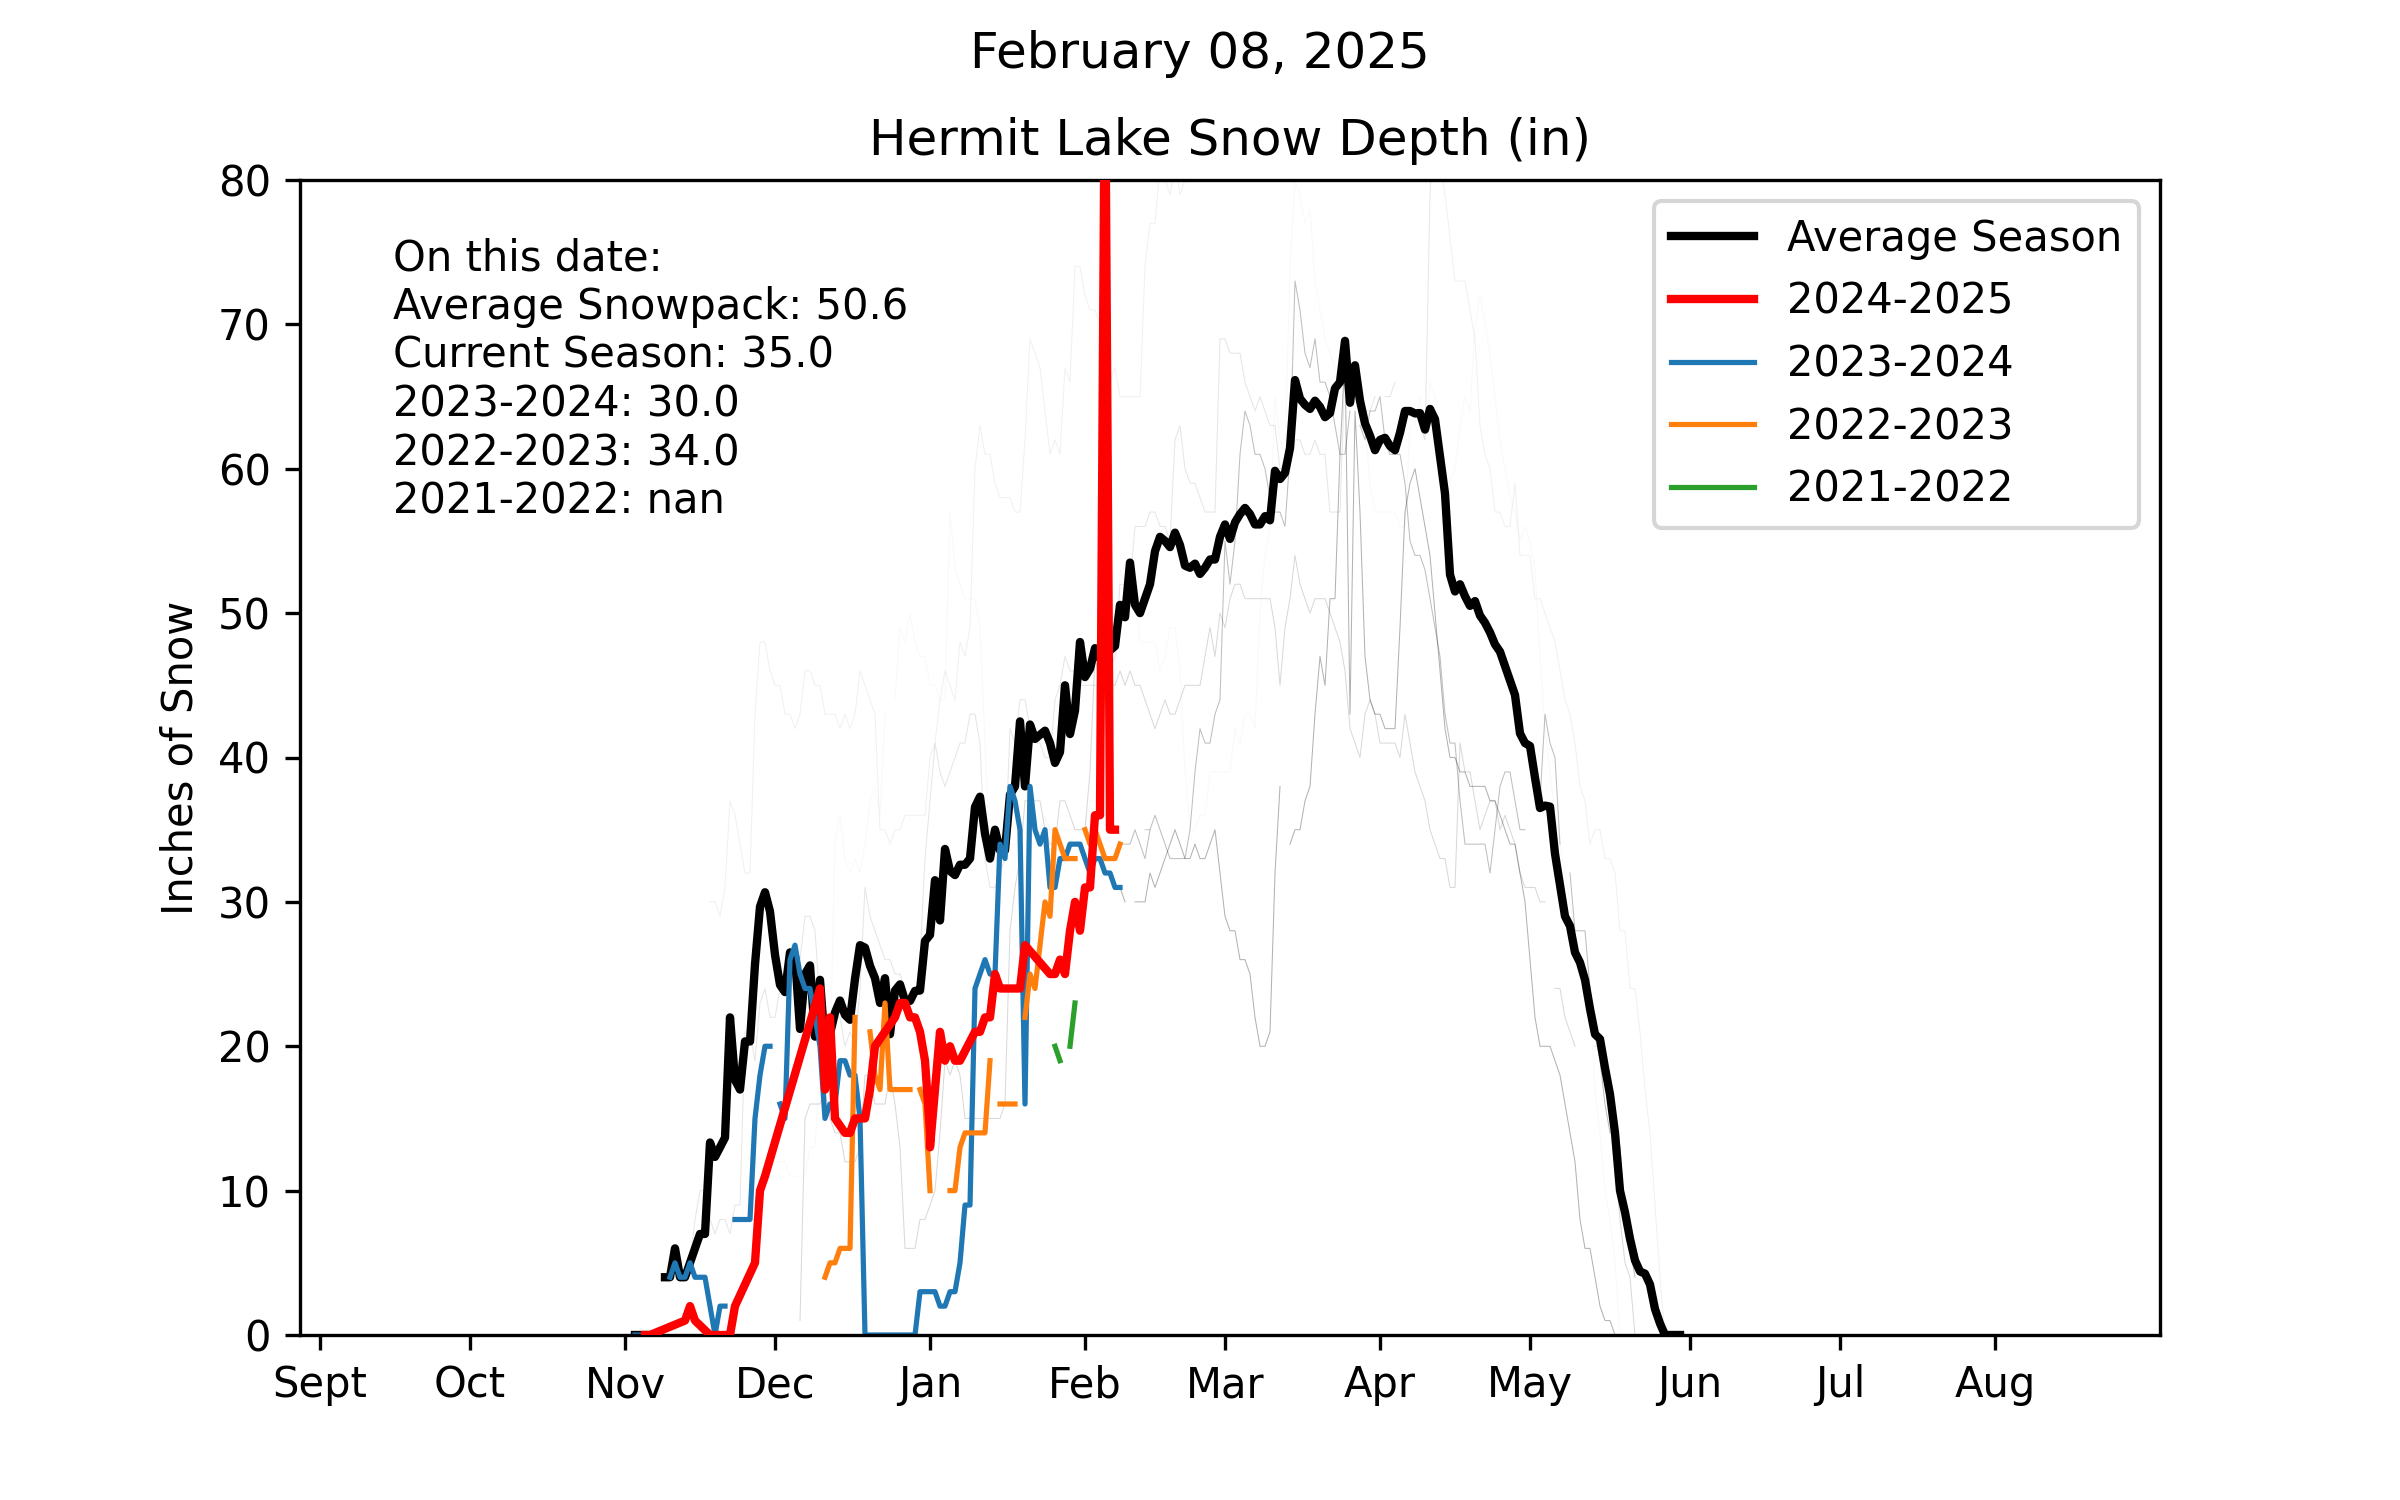 February 08, 2025
Hermit Lake Snow Depth (in)
80
70
60
50
40
30
20
10
0
Inches of Snow
On this date:
Average Snowpack: 50.6
Current Season: 35.0
2023-2024: 30.0
2022-2023: 34.0
2021-2022: nan
Average Season
2024-2025
2023-2024
2022-2023
2021-2022
Sept Oct Nov Dec Jan Feb Mar Apr May Jun Jul Aug